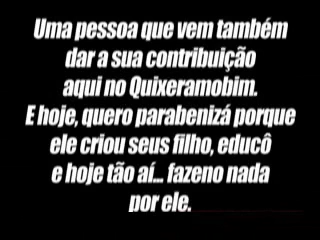 Uma pessoa que vem também
dar a sua contribuição
aqui no Quixeramobim.
E hoje, quero parabenizá porque
ele criou seus filho, educô
e hoje tão aí... fazeno nada
por ele.